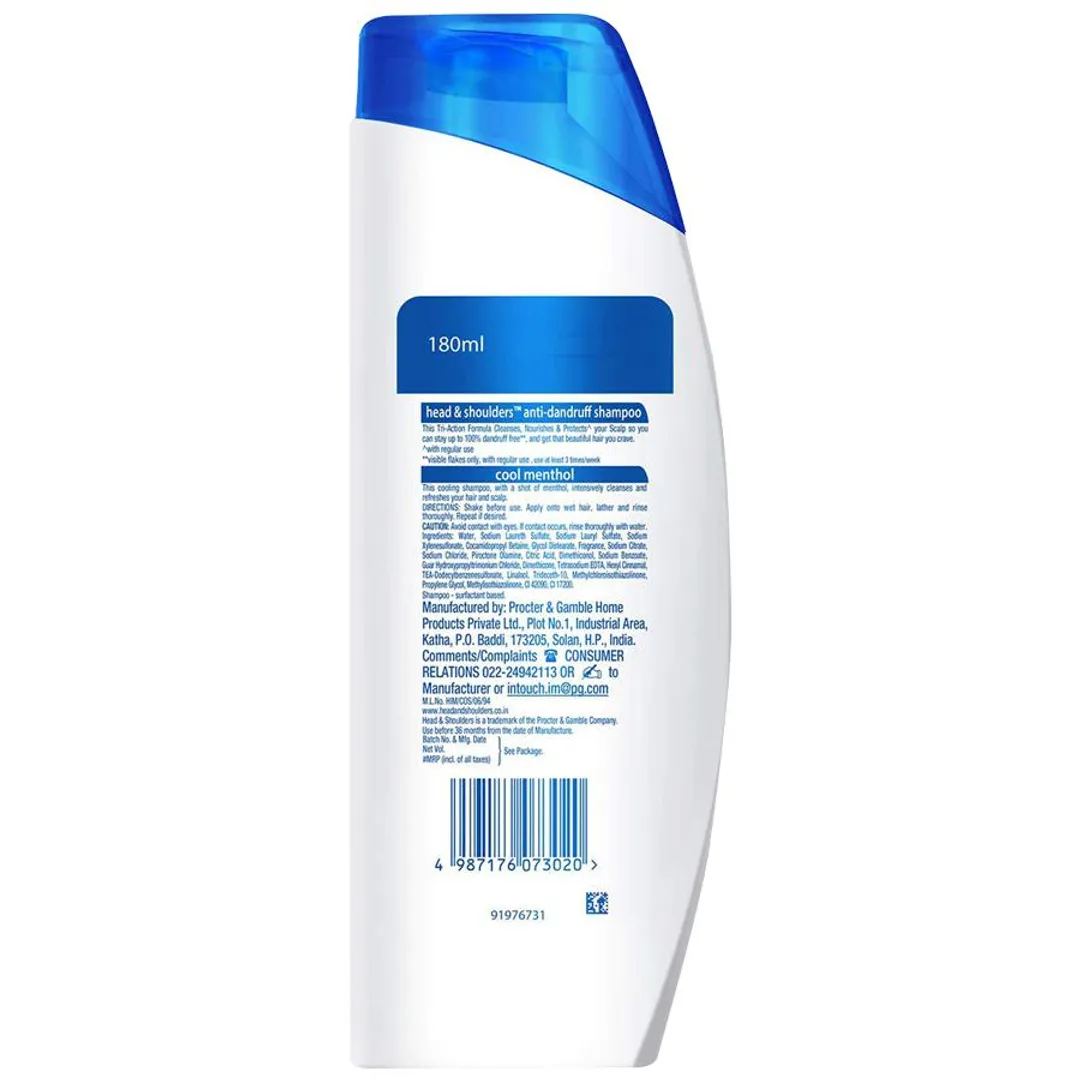 180ml
head & shoulders™ anti-dandruff shampoo
This Tri-Action Formula Cleanses, Nourishes & Protects^ your Scalp so you
can stay up to 100% dandruff free**, and get that beautiful hair you crave.
^with regular use
**visible flakes only, with regular use , use at least 3 times/week
cool menthol
This cooling shampoo, with a shot of menthol, intensively cleanses and
refreshes your hair and scalp.
DIRECTIONS: Shake before use. Apply onto wet hair, lather and rinse
thoroughly. Repeat if desired.
CAUTION: Avoid contact with eyes. If contact occurs, rinse thoroughly with water.
Ingredients: Water, Sodium Laureth Sulfate, Sodium Lauryl Sulfate, Sodium
Xylenesulfonate, Cocamidopropyl Betaine, Glycol Distearate, Fragrance, Sodium Citrate,
Sodium Chloride, Piroctone Olamine, Citric Acid, Dimethiconol, Sodium Benzoate,
Guar Hydroxypropyltrimonium Chloride, Dimethicone, Tetrasodium EDTA, Hexyl Cinnamal,
TEA-Dodecylbenzenesulfonate, Linalool, Trideceth-10, Methylchloroisothiazolinone,
Propylene Glycol, Methylisothiazolinone, CI 42090, CI 17200.
Shampoo - surfactant based.
Manufactured by: Procter & Gamble Home
Products Private Ltd., Plot No.1, Industrial Area,
Katha, P.O. Baddi, 173205, Solan, H.P., India.
Comments/Complaints ☎ CONSUMER
RELATIONS 022-24942113 OR ✍ to
Manufacturer or intouch.im@pg.com
M.L.No. HIM/COS/06/94
www.headandshoulders.co.in
Head & Shoulders is a trademark of the Procter & Gamble Company.
Use before 36 months from the date of Manufacture.
Batch No. & Mfg. Date
Net Vol.
#MRP (incl. of all taxes)
See Package.
4 987176 073020 >
91976731